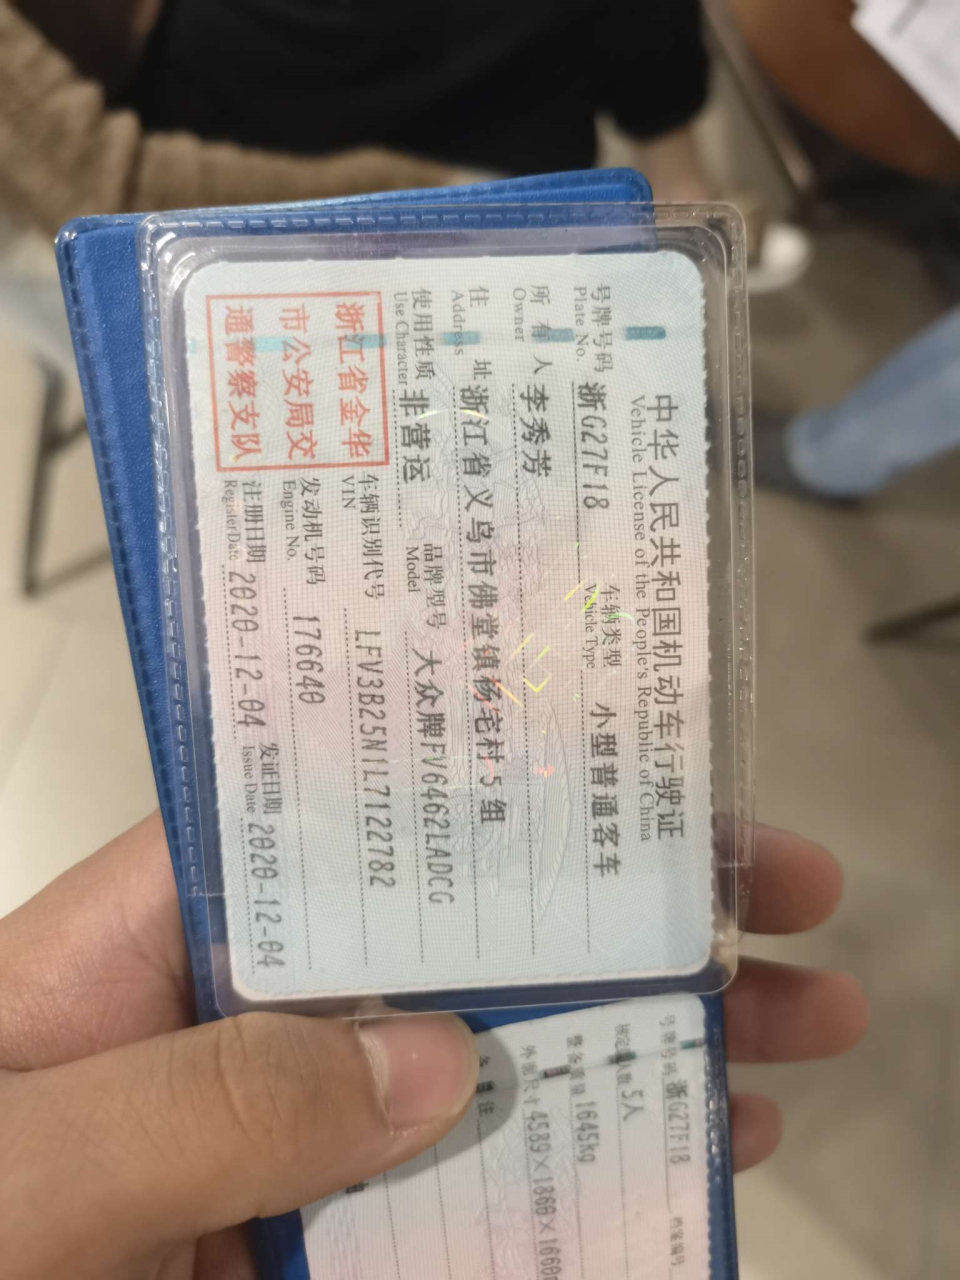 中华人民共和国机动车行驶证
Vehicle License of the People's Republic of China
号牌号码 浙G27F18 车辆类型 小型普通客车
Plate No. Vehicle Type
所有人 李秀芳
Owner
住址 浙江省义乌市佛堂镇杨宅村5组
Address
使用性质 非营运 品牌型号 大众牌FV6462LADCG
Use Character Model
浙江省金华
市公安局交
通警察支队
车辆识别代号 LFV3B25N1L7122782
VIN
发动机号码 176640
Engine No.
注册日期 2020-12-04 发证日期 2020-12-04
Register Date Issue Date
号牌号码 浙G27F18 档案编号
核定载人数 5人
整备质量 1645kg
外廓尺寸 4589×1860×1660m
备注